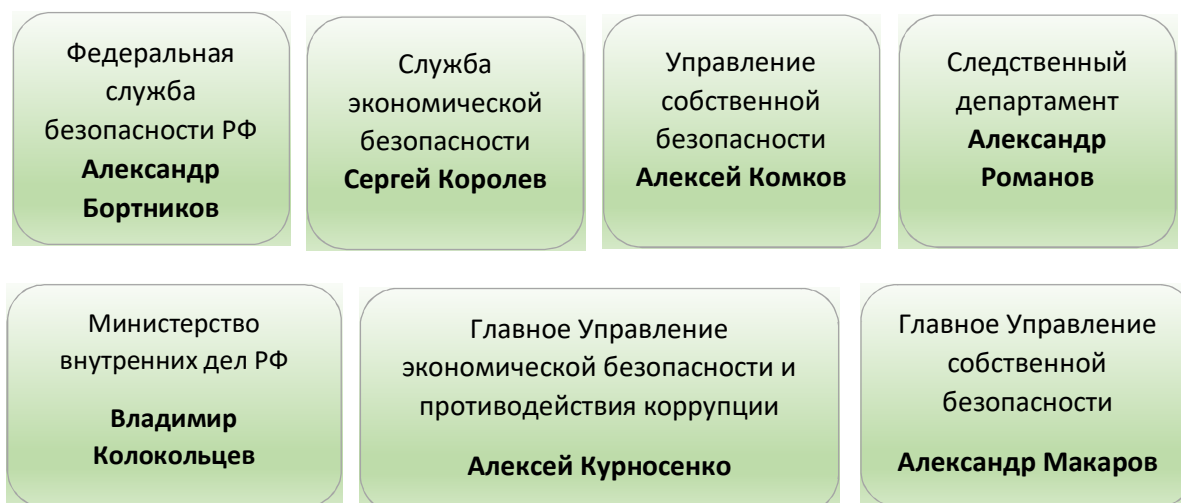 Федеральная
служба
безопасности РФ
Александр
Бортников
Служба
экономической
безопасности
Сергей Королев
Управление
собственной
безопасности
Алексей Комков
Следственный
департамент
Александр
Романов
Министерство
внутренних дел РФ
Владимир
Колокольцев
Главное Управление
экономической безопасности и
противодействия коррупции
Алексей Курносенко
Главное Управление
собственной
безопасности
Александр Макаров